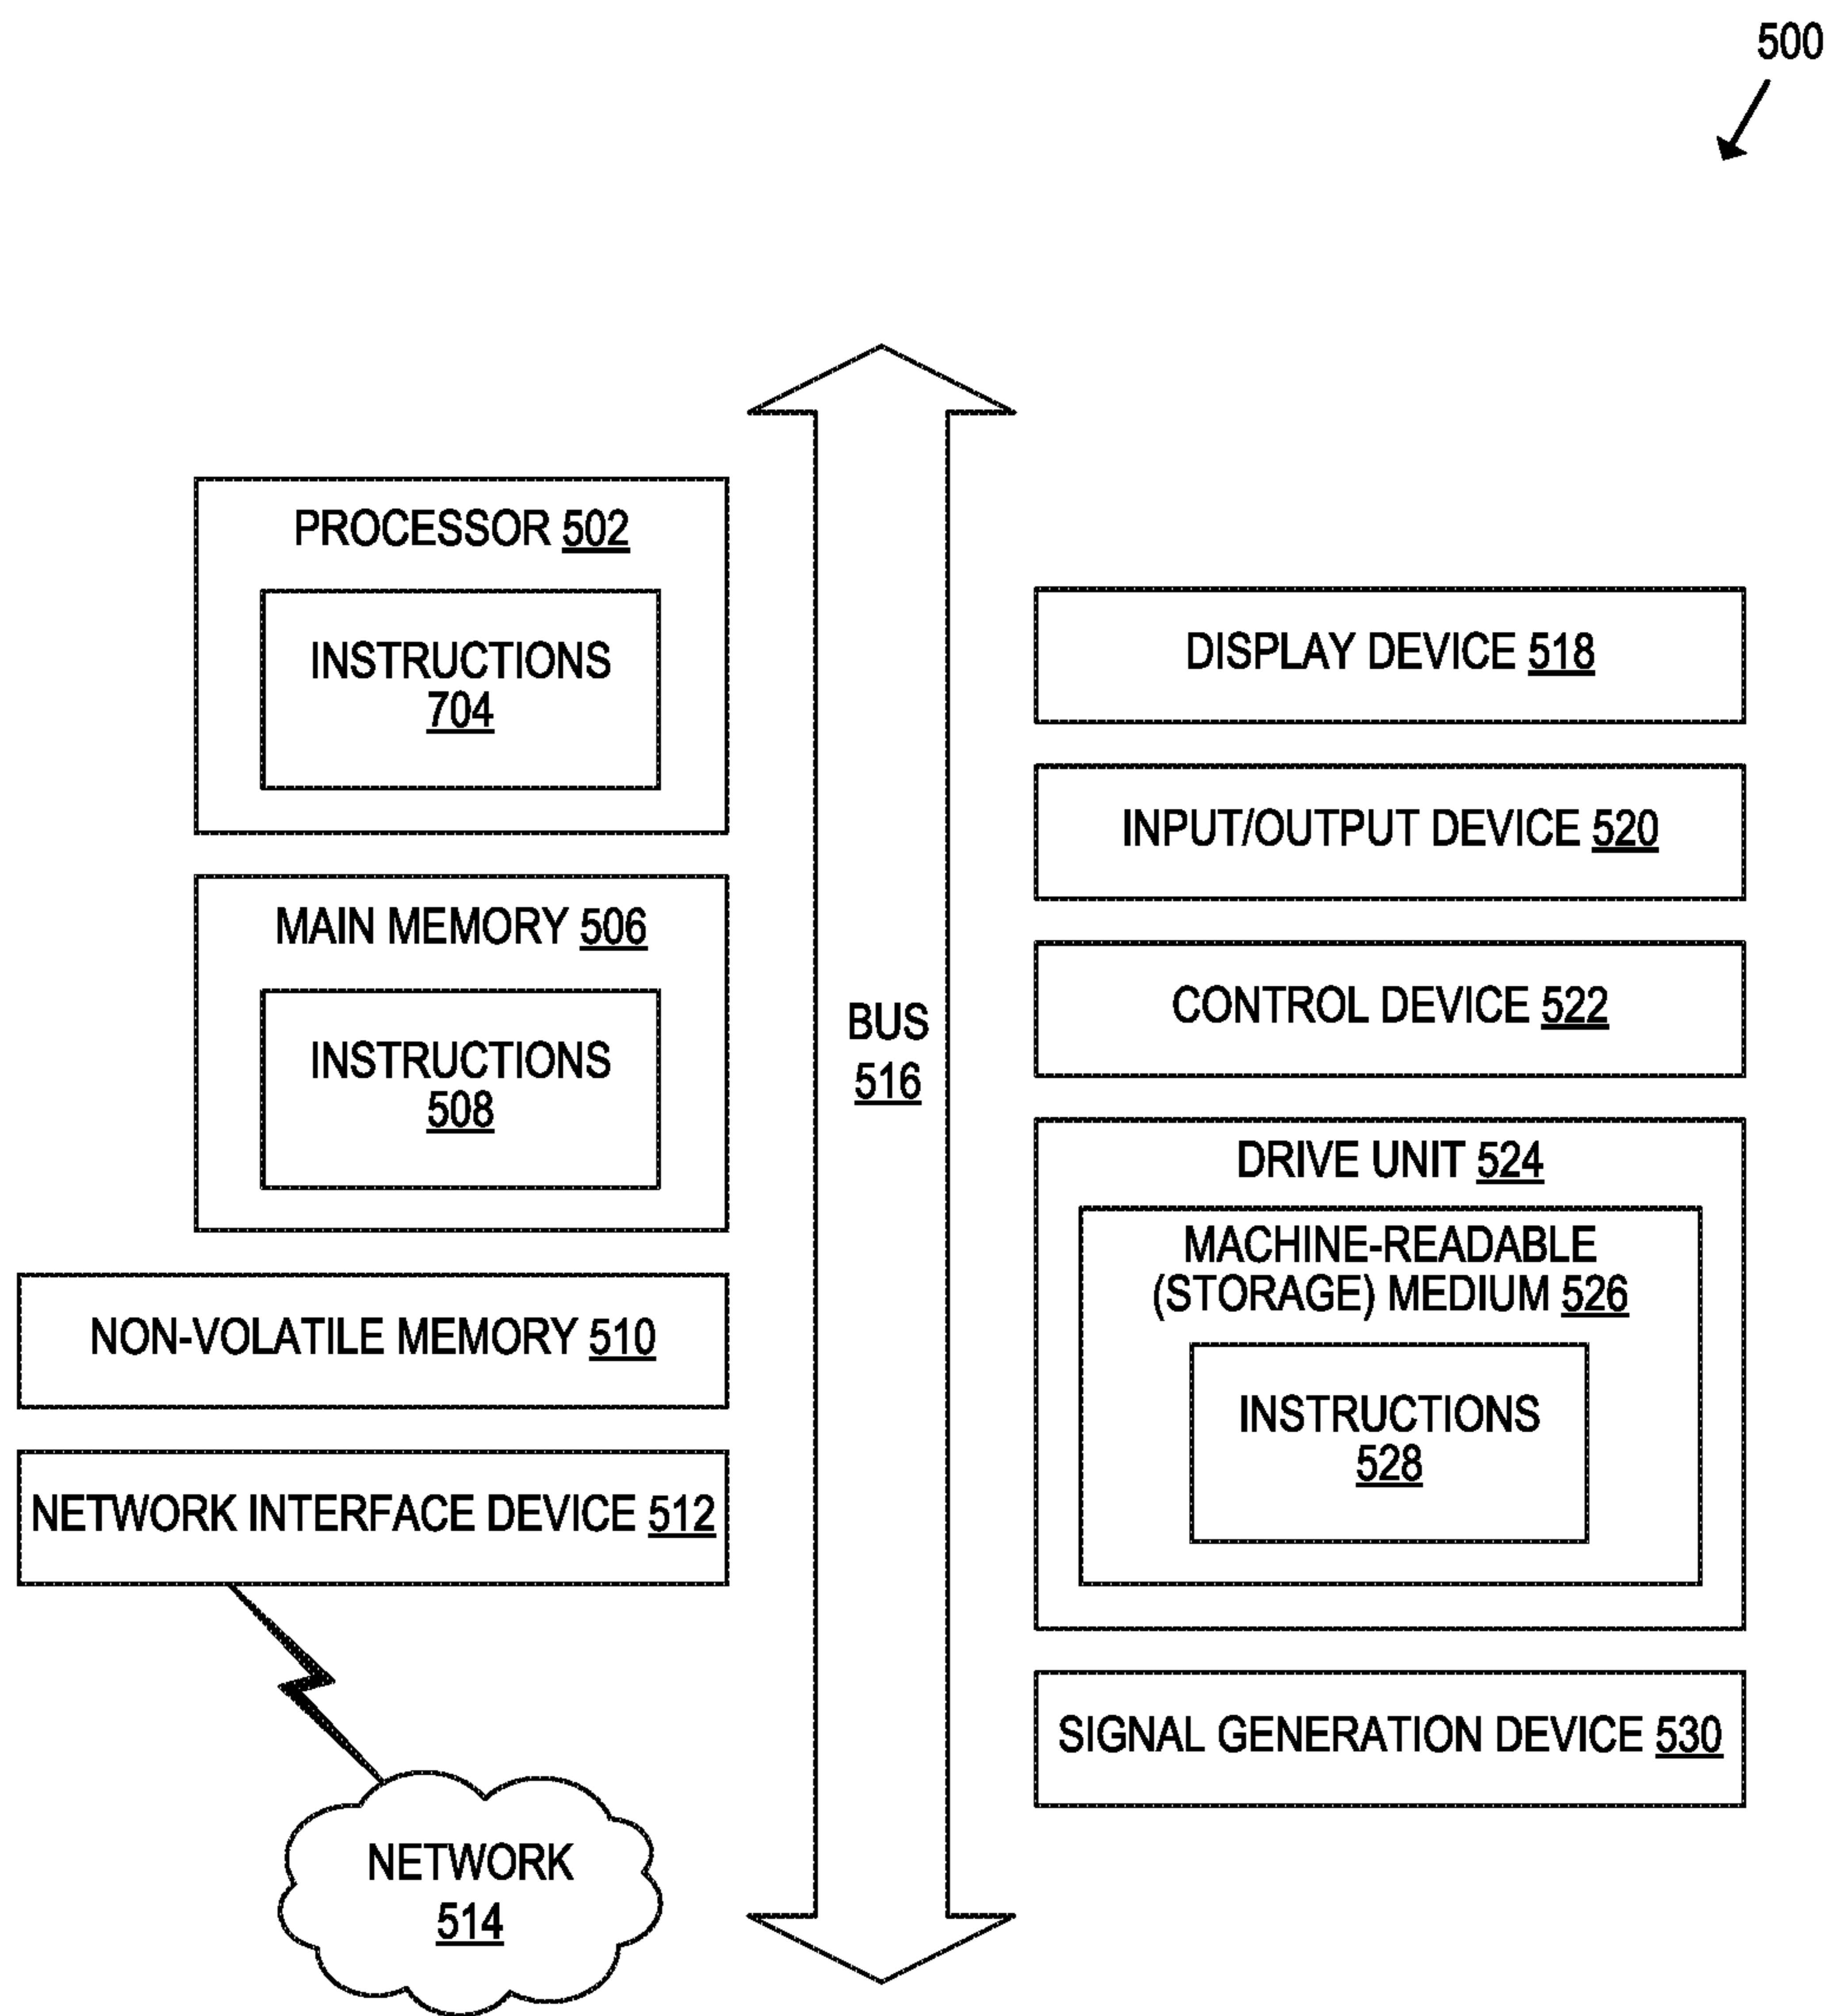 500
PROCESSOR 502
INSTRUCTIONS
704
MAIN MEMORY 506
INSTRUCTIONS
508
NON-VOLATILE MEMORY 510
NETWORK INTERFACE DEVICE 512
NETWORK
514
BUS
516
DISPLAY DEVICE 518
INPUT/OUTPUT DEVICE 520
CONTROL DEVICE 522
DRIVE UNIT 524
MACHINE-READABLE
(STORAGE) MEDIUM 526
INSTRUCTIONS
528
SIGNAL GENERATION DEVICE 530